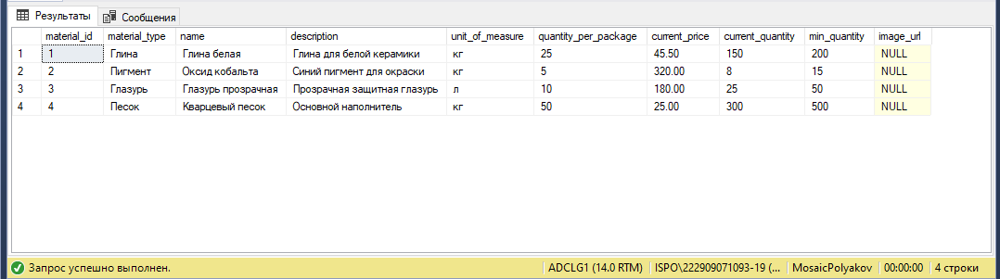 Результаты Сообщения
material_id material_type name description unit_of_measure quantity_per_package current_price current_quantity min_quantity image_url
1 1 Глина Глина белая Глина для белой керамики кг 25 45.50 150 200 NULL
2 2 Пигмент Оксид кобальта Синий пигмент для окраски кг 5 320.00 8 15 NULL
3 3 Глазурь Глазурь прозрачная Прозрачная защитная глазурь л 10 180.00 25 50 NULL
4 4 Песок Кварцевый песок Основной наполнитель кг 50 25.00 300 500 NULL
Запрос успешно выполнен. ADCLG1 (14.0 RTM) ISPO\222909071093-19 (... MosaicPolyakov 00:00:00 4 строки